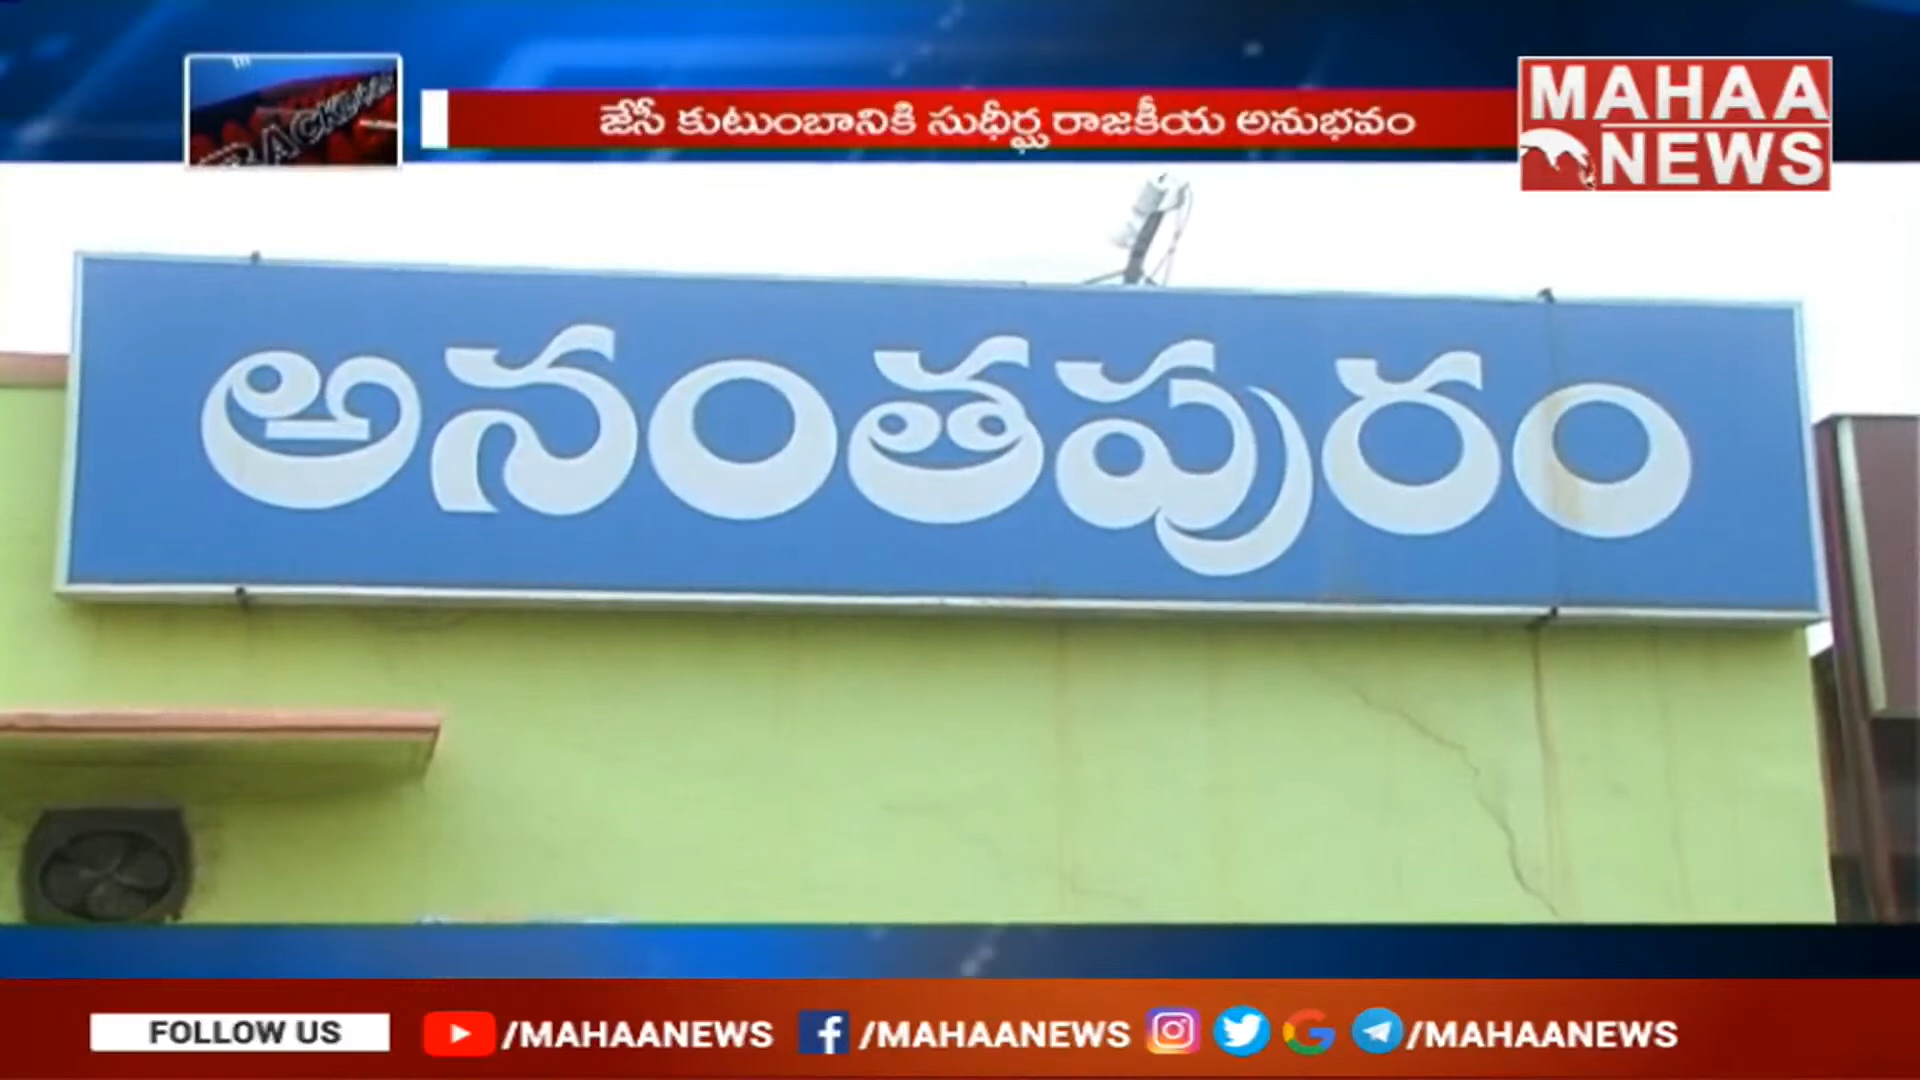 జేసీ కుటుంబానికి సుధీర్ఘ రాజకీయ అనుభవం
MAHAA
NEWS
అనంతపురం
FOLLOW US /MAHAANEWS /MAHAANEWS /MAHAANEWS